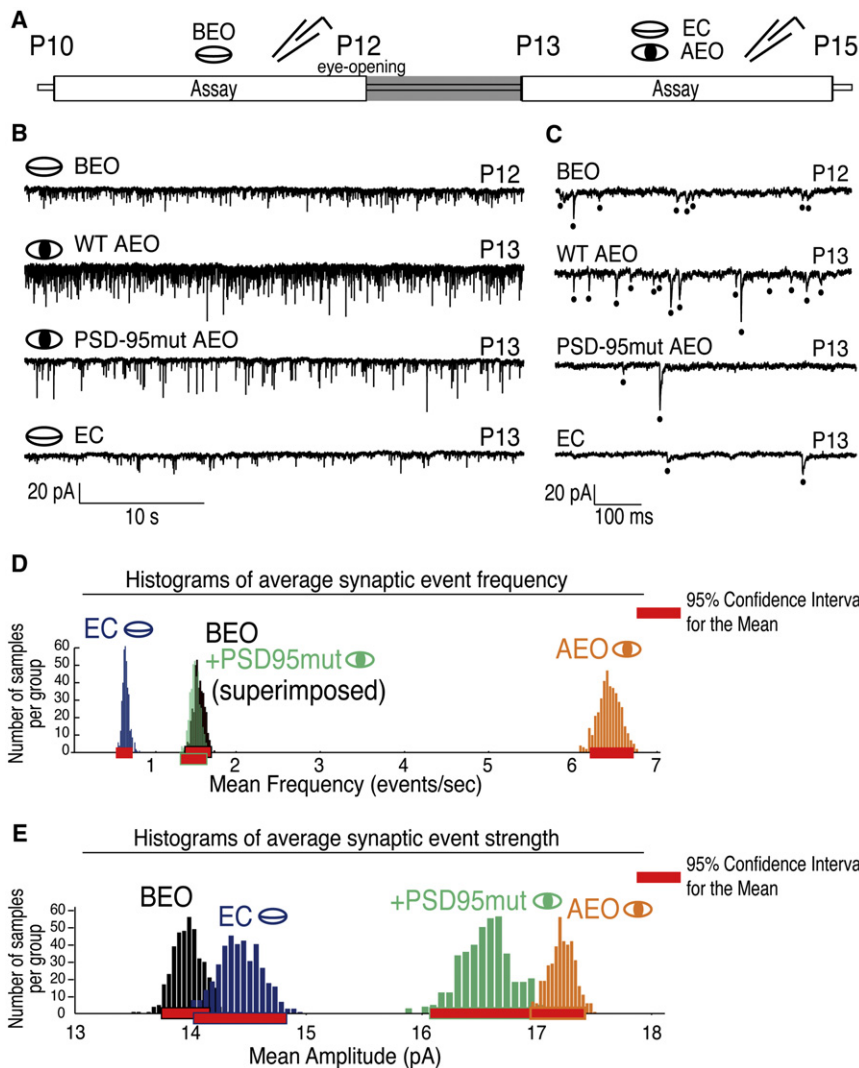 A
P10
BEO
P12
eye-opening
P13
EC
AEO
P15
Assay
Assay
B
BEO
P12
WT AEO
P13
PSD-95mut AEO
P13
EC
P13
20 pA
10 s
C
BEO
P12
WT AEO
P13
PSD-95mut AEO
P13
EC
P13
20 pA
100 ms
D
Histograms of average synaptic event frequency
95% Confidence Interva
for the Mean
EC
BEO
+PSD95mut
(superimposed)
AEO
Number of samples
per group
60
50
40
30
20
10
0
1
2
3
4
5
6
7
Mean Frequency (events/sec)
E
Histograms of average synaptic event strength
95% Confidence Interva
for the Mean
BEO
EC
+PSD95mut
AEO
Number of samples
per group
60
50
40
30
20
10
0
13
14
15
16
17
18
Mean Amplitude (pA)